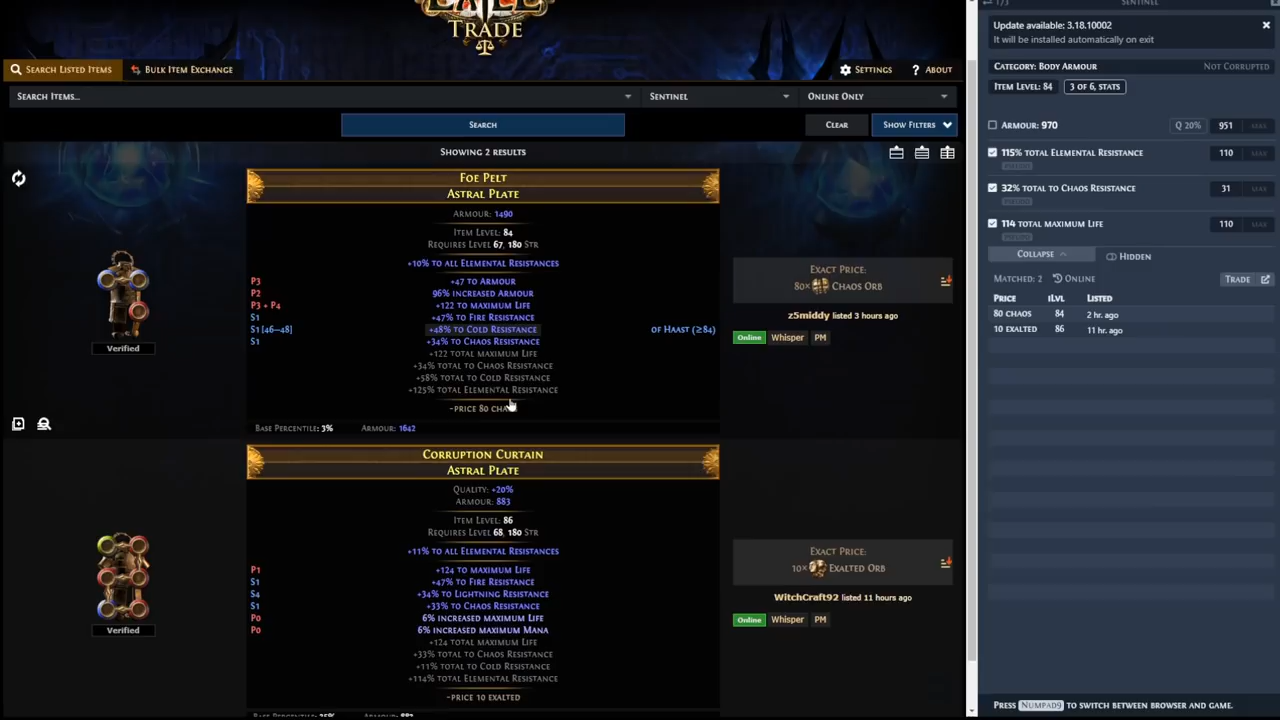 TRADE
SEARCH LISTED ITEMS
BULK ITEM EXCHANGE
SETTINGS
? ABOUT
SEARCH ITEMS...
SENTINEL
ONLINE ONLY
SEARCH
CLEAR
SHOW FILTERS
SHOWING 2 RESULTS
FOE PELT
ASTRAL PLATE
ARMOUR: 1490
ITEM LEVEL: 84
REQUIRES LEVEL 67, 180 STR
+10% TO ALL ELEMENTAL RESISTANCES
P3 +47 TO ARMOUR
P2 96% INCREASED ARMOUR
P3 + P4 +122 TO MAXIMUM LIFE
S1 +47% TO FIRE RESISTANCE
S1 [46—48] +48% TO COLD RESISTANCE OF HAAST (≥84)
S1 +34% TO CHAOS RESISTANCE
+122 TOTAL MAXIMUM LIFE
+34% TOTAL TO CHAOS RESISTANCE
+58% TOTAL TO COLD RESISTANCE
+125% TOTAL ELEMENTAL RESISTANCE
~PRICE 80
BASE PERCENTILE: 3% ARMOUR: 1642
Verified
EXACT PRICE:
80× CHAOS ORB
z5middy listed 3 hours ago
Online Whisper PM
CORRUPTION CURTAIN
ASTRAL PLATE
QUALITY: +20%
ARMOUR: 883
ITEM LEVEL: 86
REQUIRES LEVEL 68, 180 STR
+11% TO ALL ELEMENTAL RESISTANCES
P1 +124 TO MAXIMUM LIFE
S1 +47% TO FIRE RESISTANCE
S4 +34% TO LIGHTNING RESISTANCE
S1 +33% TO CHAOS RESISTANCE
P0 6% INCREASED MAXIMUM LIFE
P0 6% INCREASED MAXIMUM MANA
+124 TOTAL MAXIMUM LIFE
+33% TOTAL TO CHAOS RESISTANCE
+11% TOTAL TO COLD RESISTANCE
+114% TOTAL ELEMENTAL RESISTANCE
~PRICE 10 EXALTED
Verified
EXACT PRICE:
10× EXALTED ORB
WitchCraft92 listed 11 hours ago
Online Whisper PM
SENTINEL
Update available: 3.18.10002
It will be installed automatically on exit
CATEGORY: BODY ARMOUR NOT CORRUPTED
ITEM LEVEL: 84 3 OF 6, STATS
ARMOUR: 970 Q 20% 951 MAX
115% TOTAL ELEMENTAL RESISTANCE 110 MAX
PSEUDO
32% TOTAL TO CHAOS RESISTANCE 31 MAX
PSEUDO
114 TOTAL MAXIMUM LIFE 110 MAX
PSEUDO
COLLAPSE HIDDEN
MATCHED: 2 ONLINE TRADE
PRICE ILVL LISTED
80 CHAOS 84 2 hr. ago
10 EXALTED 86 11 hr. ago
PRESS NUMPAD9 TO SWITCH BETWEEN BROWSER AND GAME.